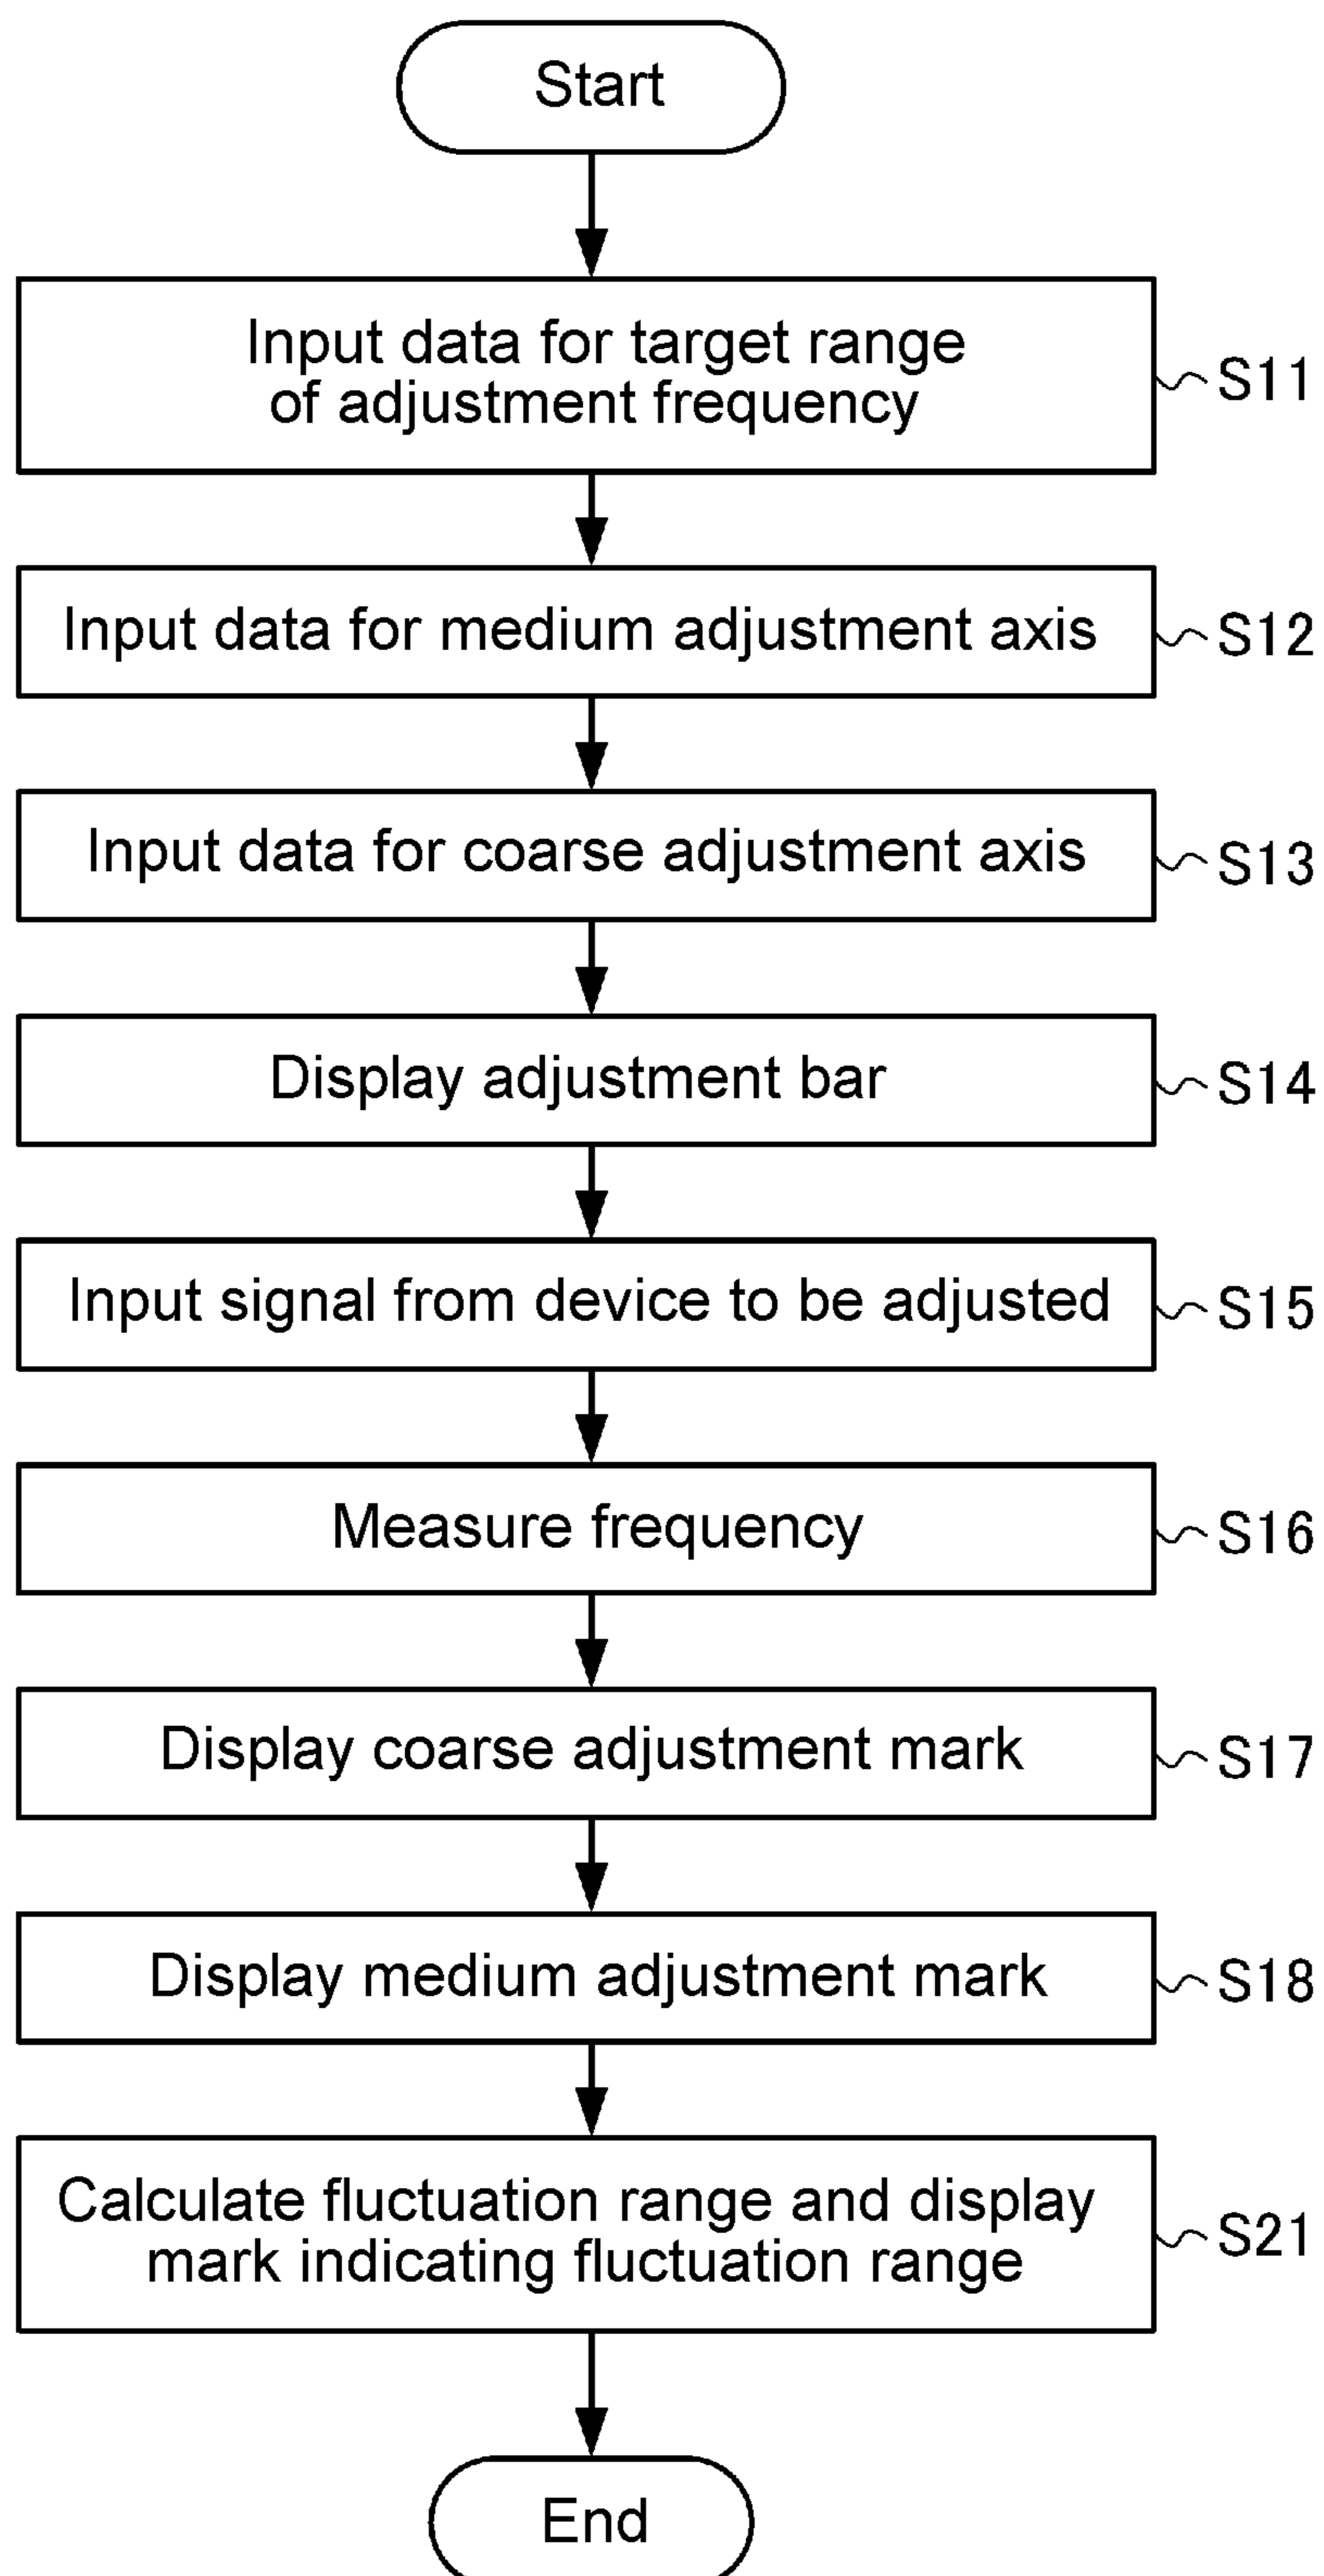 Start
Input data for target range
of adjustment frequency
S11
Input data for medium adjustment axis
S12
Input data for coarse adjustment axis
S13
Display adjustment bar
S14
Input signal from device to be adjusted
S15
Measure frequency
S16
Display coarse adjustment mark
S17
Display medium adjustment mark
S18
Calculate fluctuation range and display
mark indicating fluctuation range
S21
End